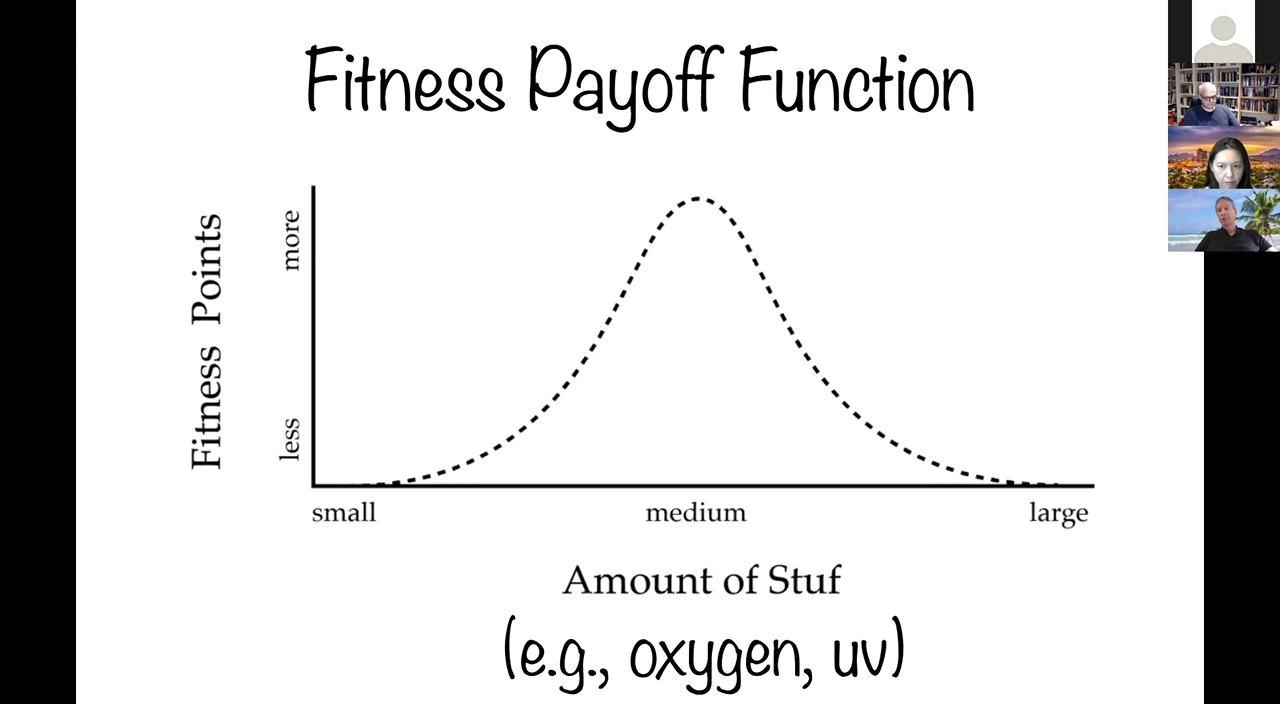 Fitness Payoff Function
Fitness Points
more
less
small medium large
Amount of Stuf
(e.g., oxygen, uv)